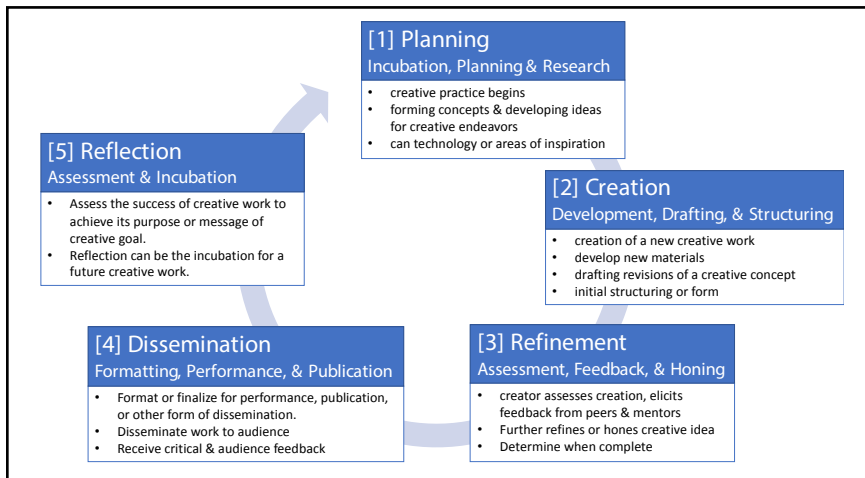 [1] Planning
Incubation, Planning & Research
• creative practice begins
• forming concepts & developing ideas
for creative endeavors
• can technology or areas of inspiration
[2] Creation
Development, Drafting, & Structuring
• creation of a new creative work
• develop new materials
• drafting revisions of a creative concept
• initial structuring or form
[3] Refinement
Assessment, Feedback, & Honing
• creator assesses creation, elicits
feedback from peers & mentors
• Further refines or hones creative idea
• Determine when complete
[4] Dissemination
Formatting, Performance, & Publication
• Format or finalize for performance, publication,
or other form of dissemination.
• Disseminate work to audience
• Receive critical & audience feedback
[5] Reflection
Assessment & Incubation
• Assess the success of creative work to
achieve its purpose or message of
creative goal.
• Reflection can be the incubation for a
future creative work.